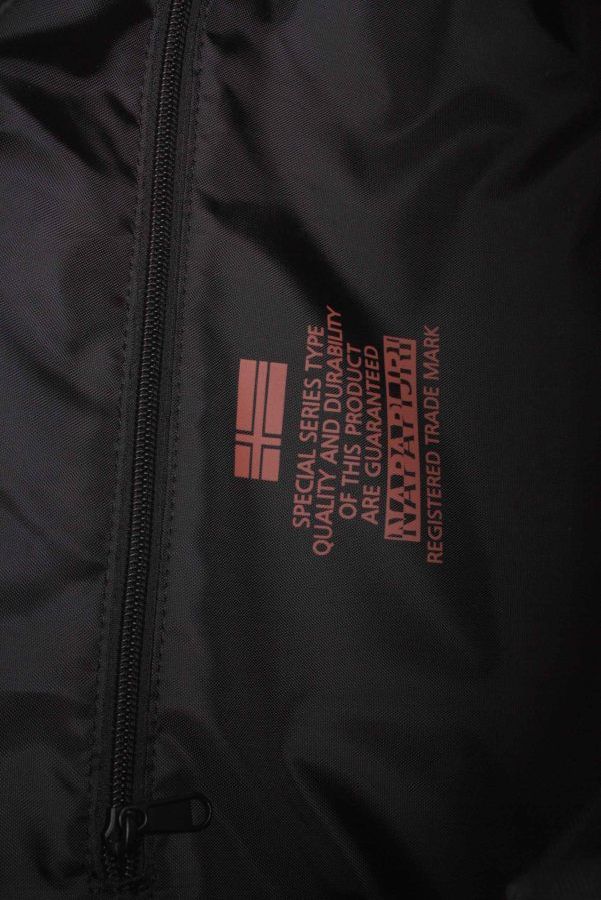 SPECIAL SERIES TYPE
QUALITY AND DURABILITY
OF THIS PRODUCT
ARE GUARANTEED
NAPAPIJRI
REGISTERED TRADE MARK